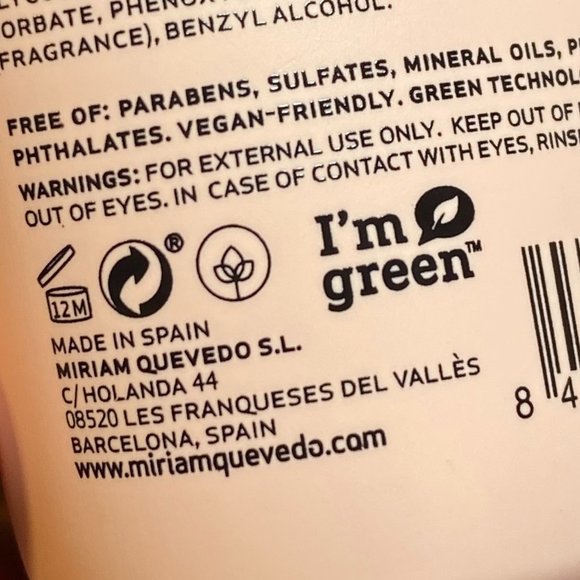 ORBATE,
FRAGRANCE), BENZYL ALCOHOL.
FREE OF: PARABENS, SULFATES, MINERAL OILS,
PHTHALATES. VEGAN-FRIENDLY. GREEN
WARNINGS: FOR EXTERNAL USE ONLY. KEEP OUT OF
OUT OF EYES. IN CASE OF CONTACT WITH EYES,
I'm
green™
®
12M
MADE IN SPAIN
MIRIAM QUEVEDO S.L.
C/HOLANDA 44
08520 LES FRANQUESES DEL VALLÈS
BARCELONA, SPAIN
www.miriamquevedo.com
8 4